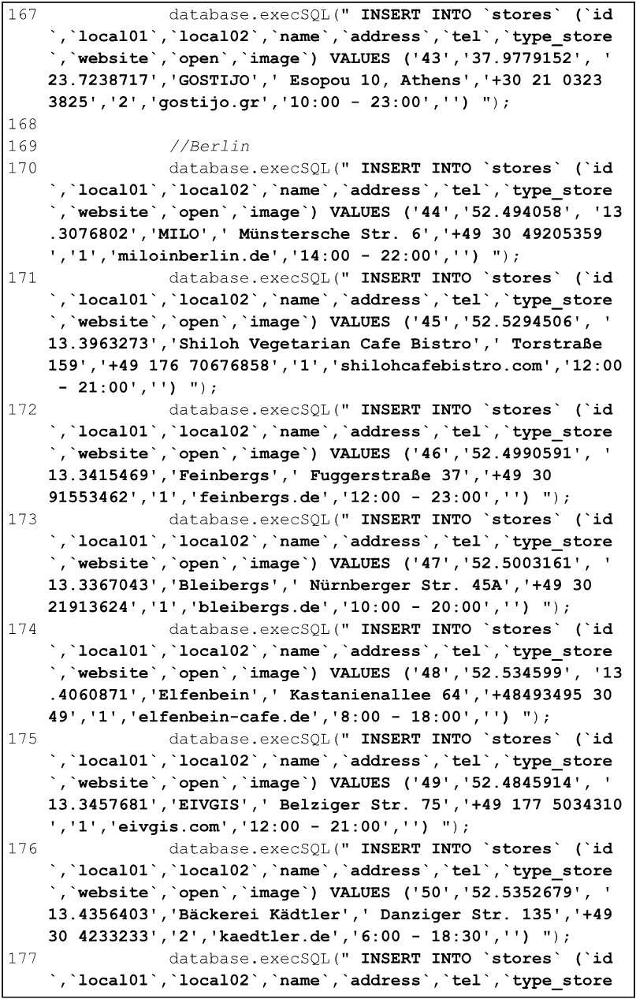 167 database.execSQL(" INSERT INTO `stores` (`id
`,`local01`,`local02`,`name`,`address`,`tel`,`type_store
`,`website`,`open`,`image`) VALUES ('43','37.9779152', '
23.7238717','GOSTIJO',' Esopou 10, Athens','+30 21 0323
3825','2','gostijo.gr','10:00 - 23:00','') ");
168
169 //Berlin
170 database.execSQL(" INSERT INTO `stores` (`id
`,`local01`,`local02`,`name`,`address`,`tel`,`type_store
`,`website`,`open`,`image`) VALUES ('44','52.494058', '13
.3076802','MILO',' Münstersche Str. 6','+49 30 49205359
','1','miloinberlin.de','14:00 - 22:00','') ");
171 database.execSQL(" INSERT INTO `stores` (`id
`,`local01`,`local02`,`name`,`address`,`tel`,`type_store
`,`website`,`open`,`image`) VALUES ('45','52.5294506', '
13.3963273','Shiloh Vegetarian Cafe Bistro',' Torstraße
159','+49 176 70676858','1','shilohcafebistro.com','12:00
 - 21:00','') ");
172 database.execSQL(" INSERT INTO `stores` (`id
`,`local01`,`local02`,`name`,`address`,`tel`,`type_store
`,`website`,`open`,`image`) VALUES ('46','52.4990591', '
13.3415469','Feinbergs',' Fuggerstraße 37','+49 30
91553462','1','feinbergs.de','12:00 - 23:00','') ");
173 database.execSQL(" INSERT INTO `stores` (`id
`,`local01`,`local02`,`name`,`address`,`tel`,`type_store
`,`website`,`open`,`image`) VALUES ('47','52.5003161', '
13.3367043','Bleibergs',' Nürnberger Str. 45A','+49 30
21913624','1','bleibergs.de','10:00 - 20:00','') ");
174 database.execSQL(" INSERT INTO `stores` (`id
`,`local01`,`local02`,`name`,`address`,`tel`,`type_store
`,`website`,`open`,`image`) VALUES ('48','52.534599', '13
.4060871','Elfenbein',' Kastanienallee 64','+48493495 30
49','1','elfenbein-cafe.de','8:00 - 18:00','') ");
175 database.execSQL(" INSERT INTO `stores` (`id
`,`local01`,`local02`,`name`,`address`,`tel`,`type_store
`,`website`,`open`,`image`) VALUES ('49','52.4845914', '
13.3457681','EIVGIS',' Belziger Str. 75','+49 177 5034310
','1','eivgis.com','12:00 - 21:00','') ");
176 database.execSQL(" INSERT INTO `stores` (`id
`,`local01`,`local02`,`name`,`address`,`tel`,`type_store
`,`website`,`open`,`image`) VALUES ('50','52.5352679', '
13.4356403','Bäckerei Kädtler',' Danziger Str. 135','+49
30 4233233','2','kaedtler.de','6:00 - 18:30','') ");
177 database.execSQL(" INSERT INTO `stores` (`id
`,`local01`,`local02`,`name`,`address`,`tel`,`type_store